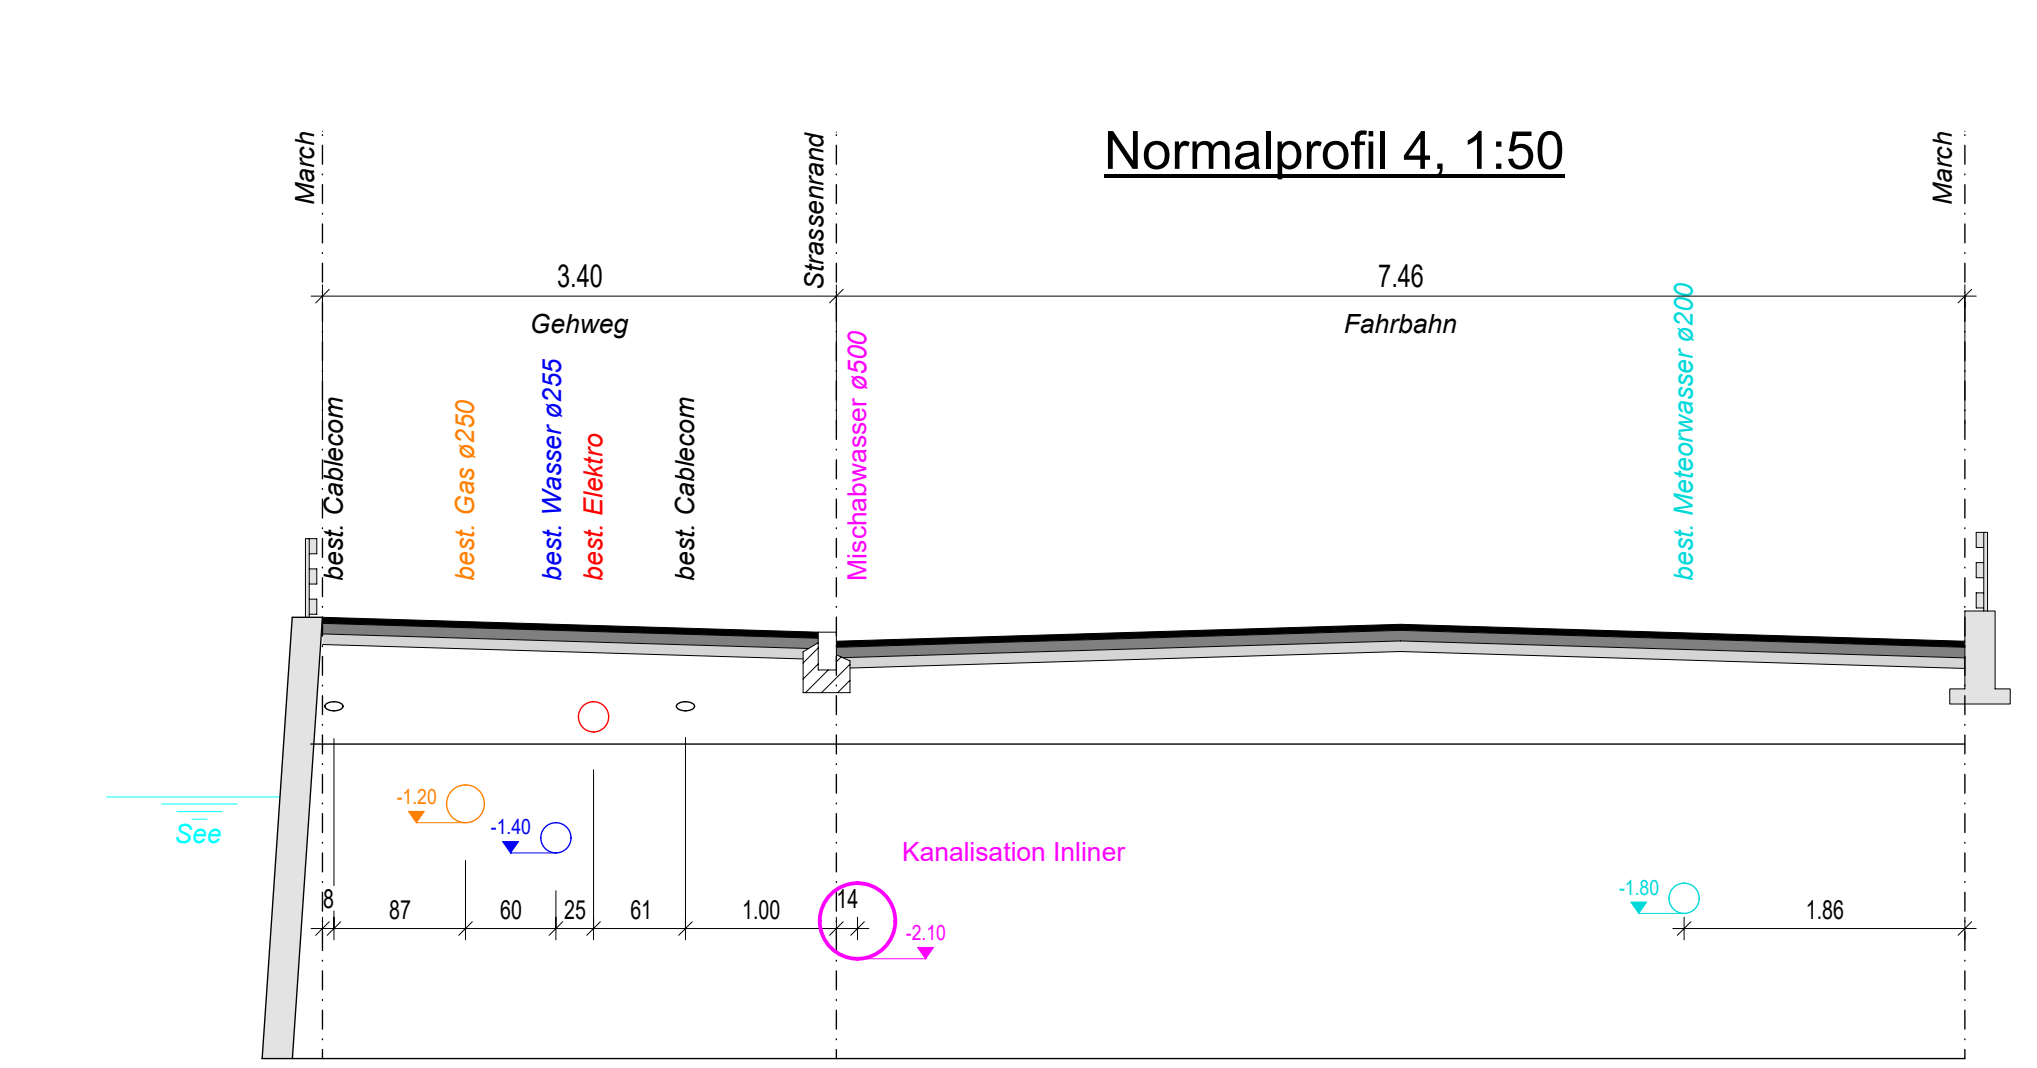 Normalprofil 4, 1:50
March
Strassenrand
March
3.40
7.46
Gehweg
Fahrbahn
best. Cablecom
best. Gas ø250
best. Wasser ø255
best. Elektro
best. Cablecom
Mischabwasser ø500
best. Meteorwasser ø200
See
-1.20
-1.40
Kanalisation Inliner
-1.80
-2.10
8
87
60
25
61
1.00
14
1.86